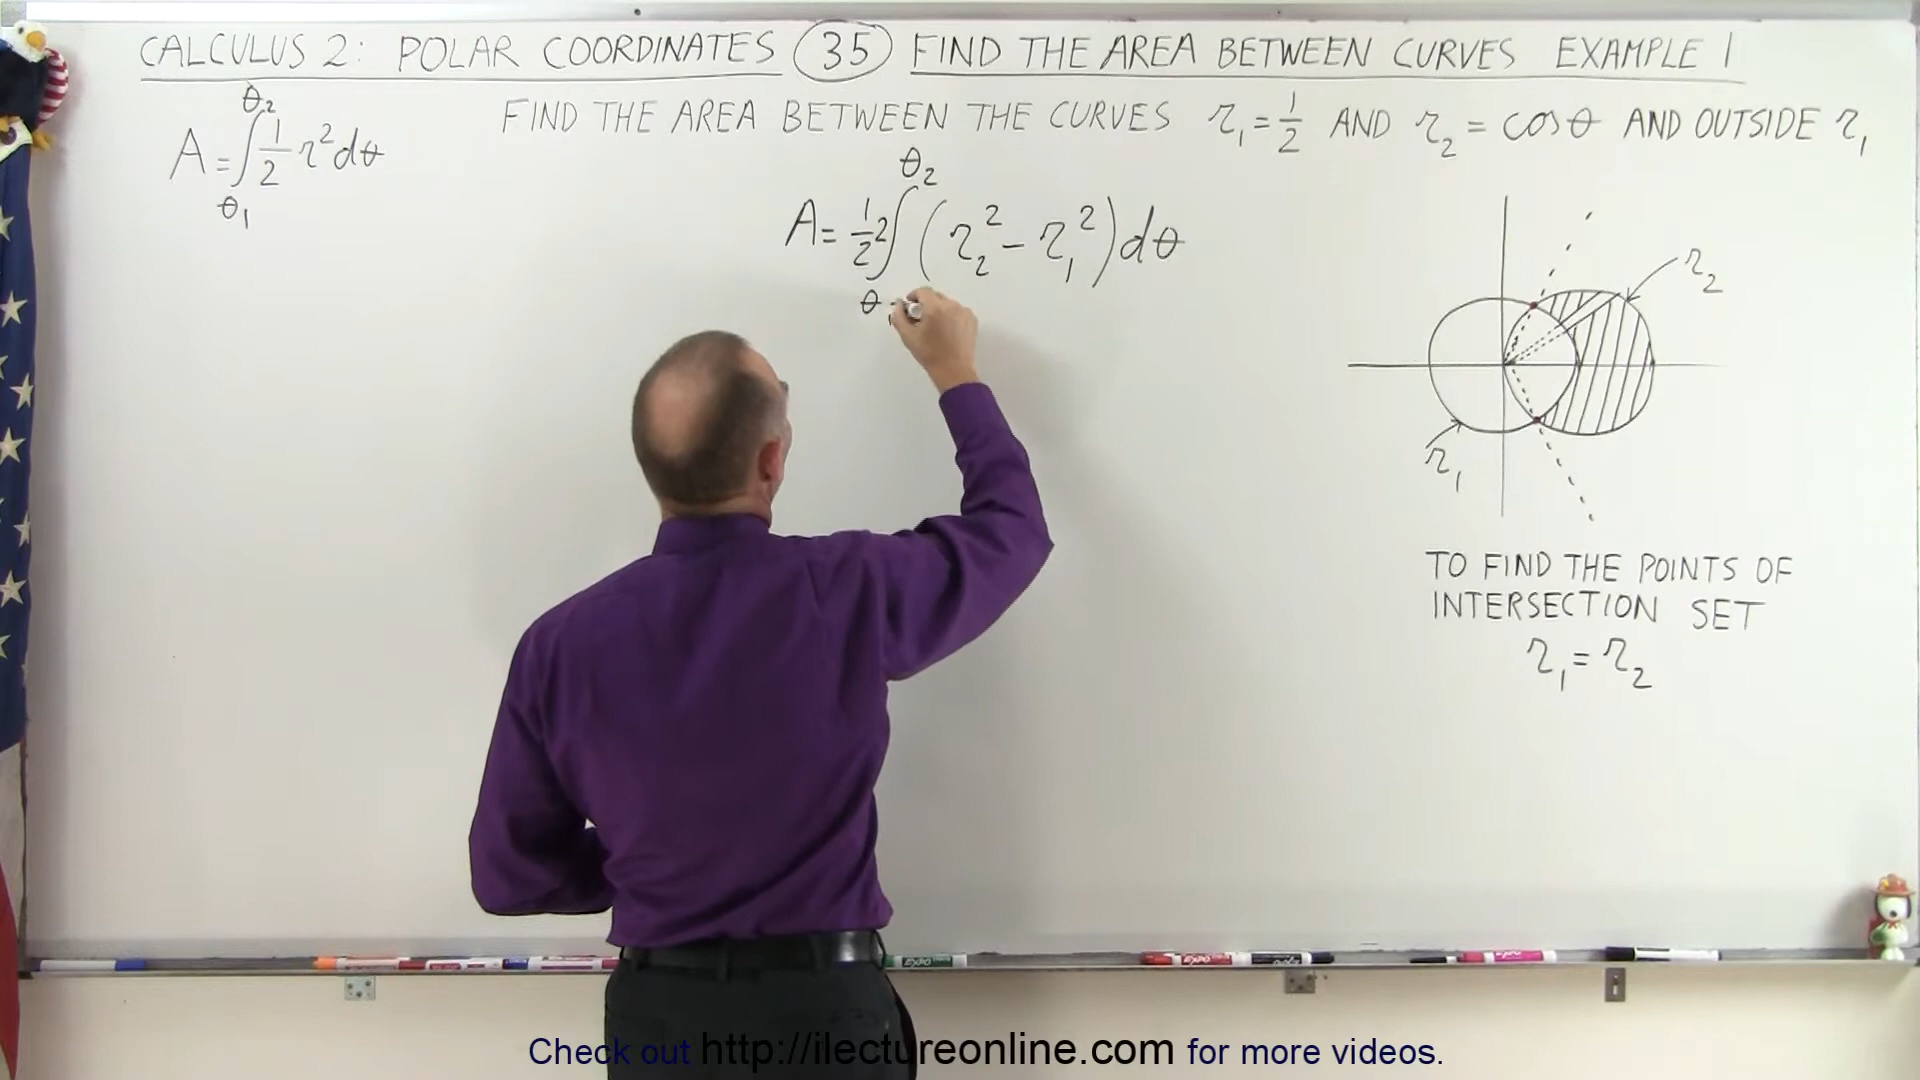 CALCULUS 2: POLAR COORDINATES 35 FIND THE AREA BETWEEN CURVES EXAMPLE 1
FIND THE AREA BETWEEN THE CURVES r₁ = 1/2 AND r₂ = cos θ AND OUTSIDE r₁
A = ∫ θ₁ θ₂ 1/2 r² dθ
A = 1/2 2 ∫ θ θ₂ (r₂² - r₁²) dθ
r₂
r₁
TO FIND THE POINTS OF
INTERSECTION SET
r₁ = r₂
EXPO
Check out http://ilectureonline.com for more videos.